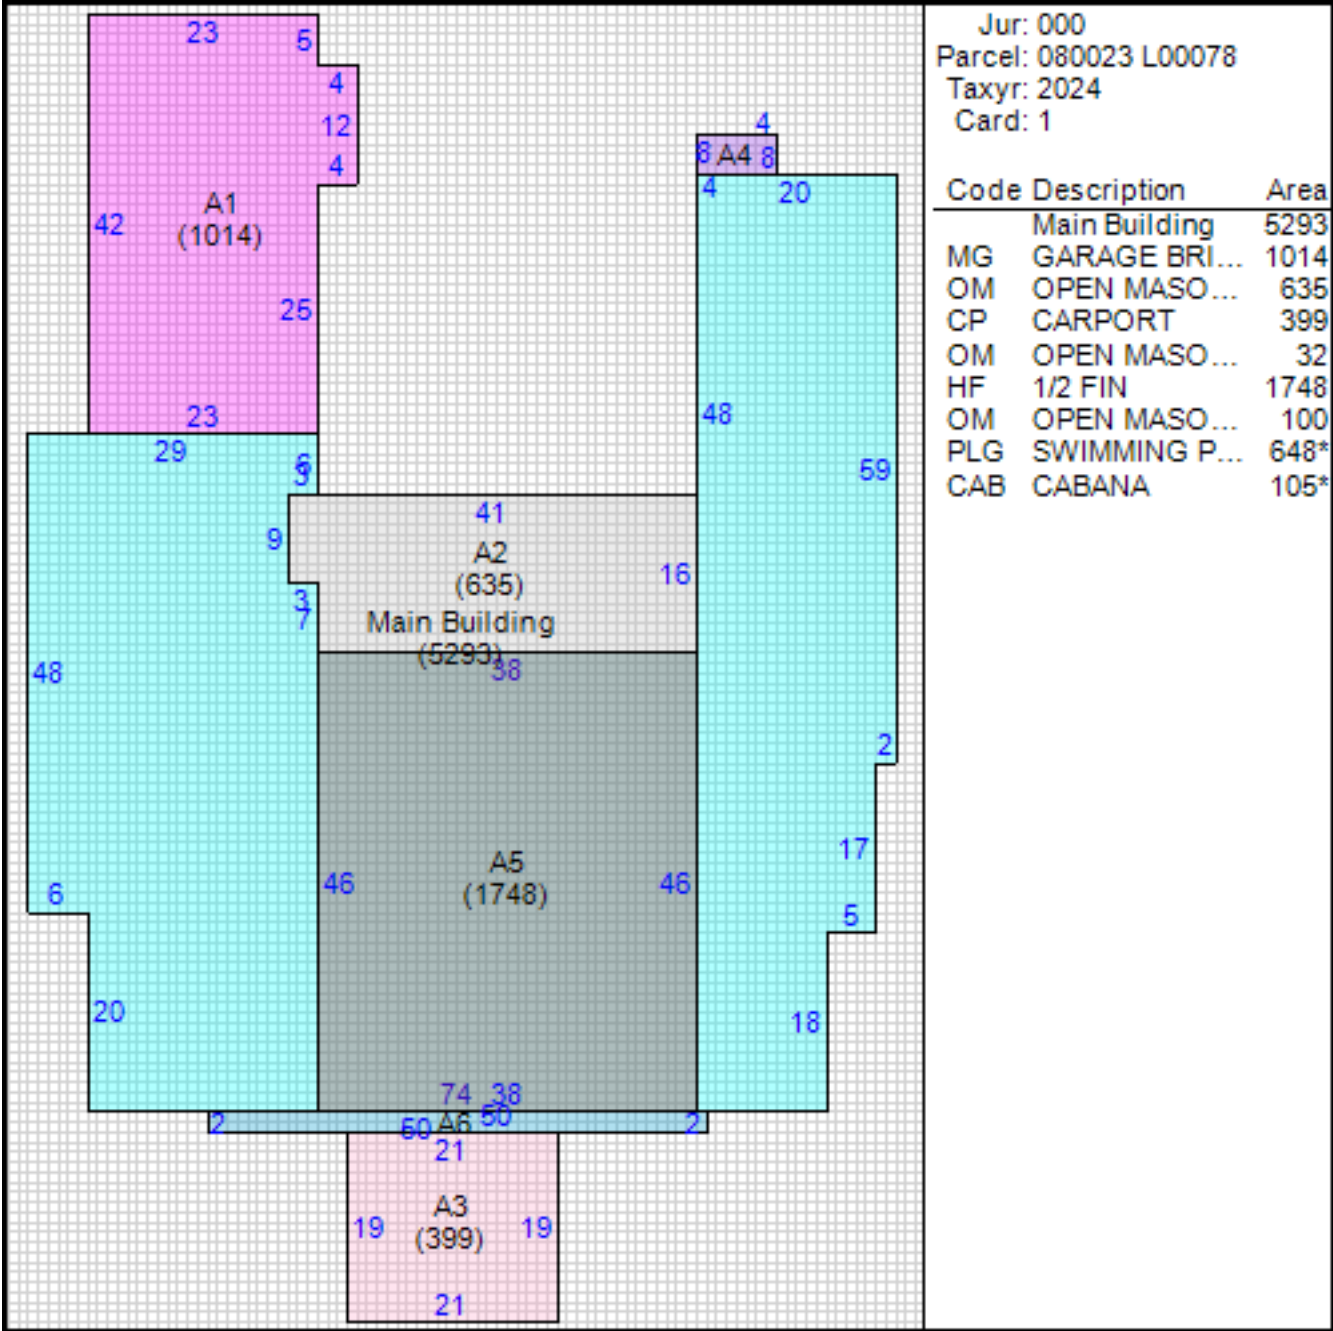 23
5
4
12
4
A1
(1014)
42
25
23
4
8 A4 8
4
20
29
6
3
48
59
41
9
A2
(635)
16
3
7
Main Building
(5293)
38
48
2
17
A5
(1748)
46
46
6
5
20
18
74
38
50
2
A6
50
2
21
A3
(399)
19
19
21
Jur: 000
Parcel: 080023 L00078
Taxyr: 2024
Card: 1
Code Description Area
Main Building 5293
MG GARAGE BRI... 1014
OM OPEN MASO... 635
CP CARPORT 399
OM OPEN MASO... 32
HF 1/2 FIN 1748
OM OPEN MASO... 100
PLG SWIMMING P... 648*
CAB CABANA 105*